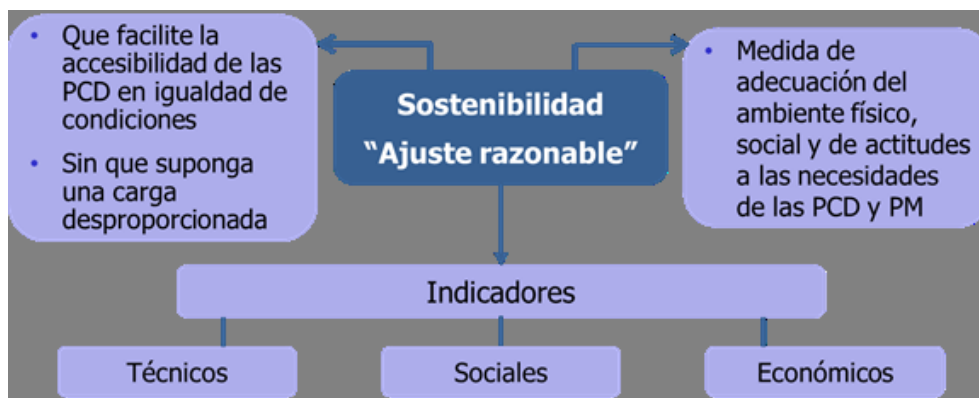 • Que facilite la
accesibilidad de las
PCD en igualdad de
condiciones
• Sin que suponga
una carga
desproporcionada
Sostenibilidad
“Ajuste razonable”
• Medida de
adecuación del
ambiente físico,
social y de actitudes
a las necesidades
de las PCD y PM
Indicadores
Técnicos
Sociales
Económicos